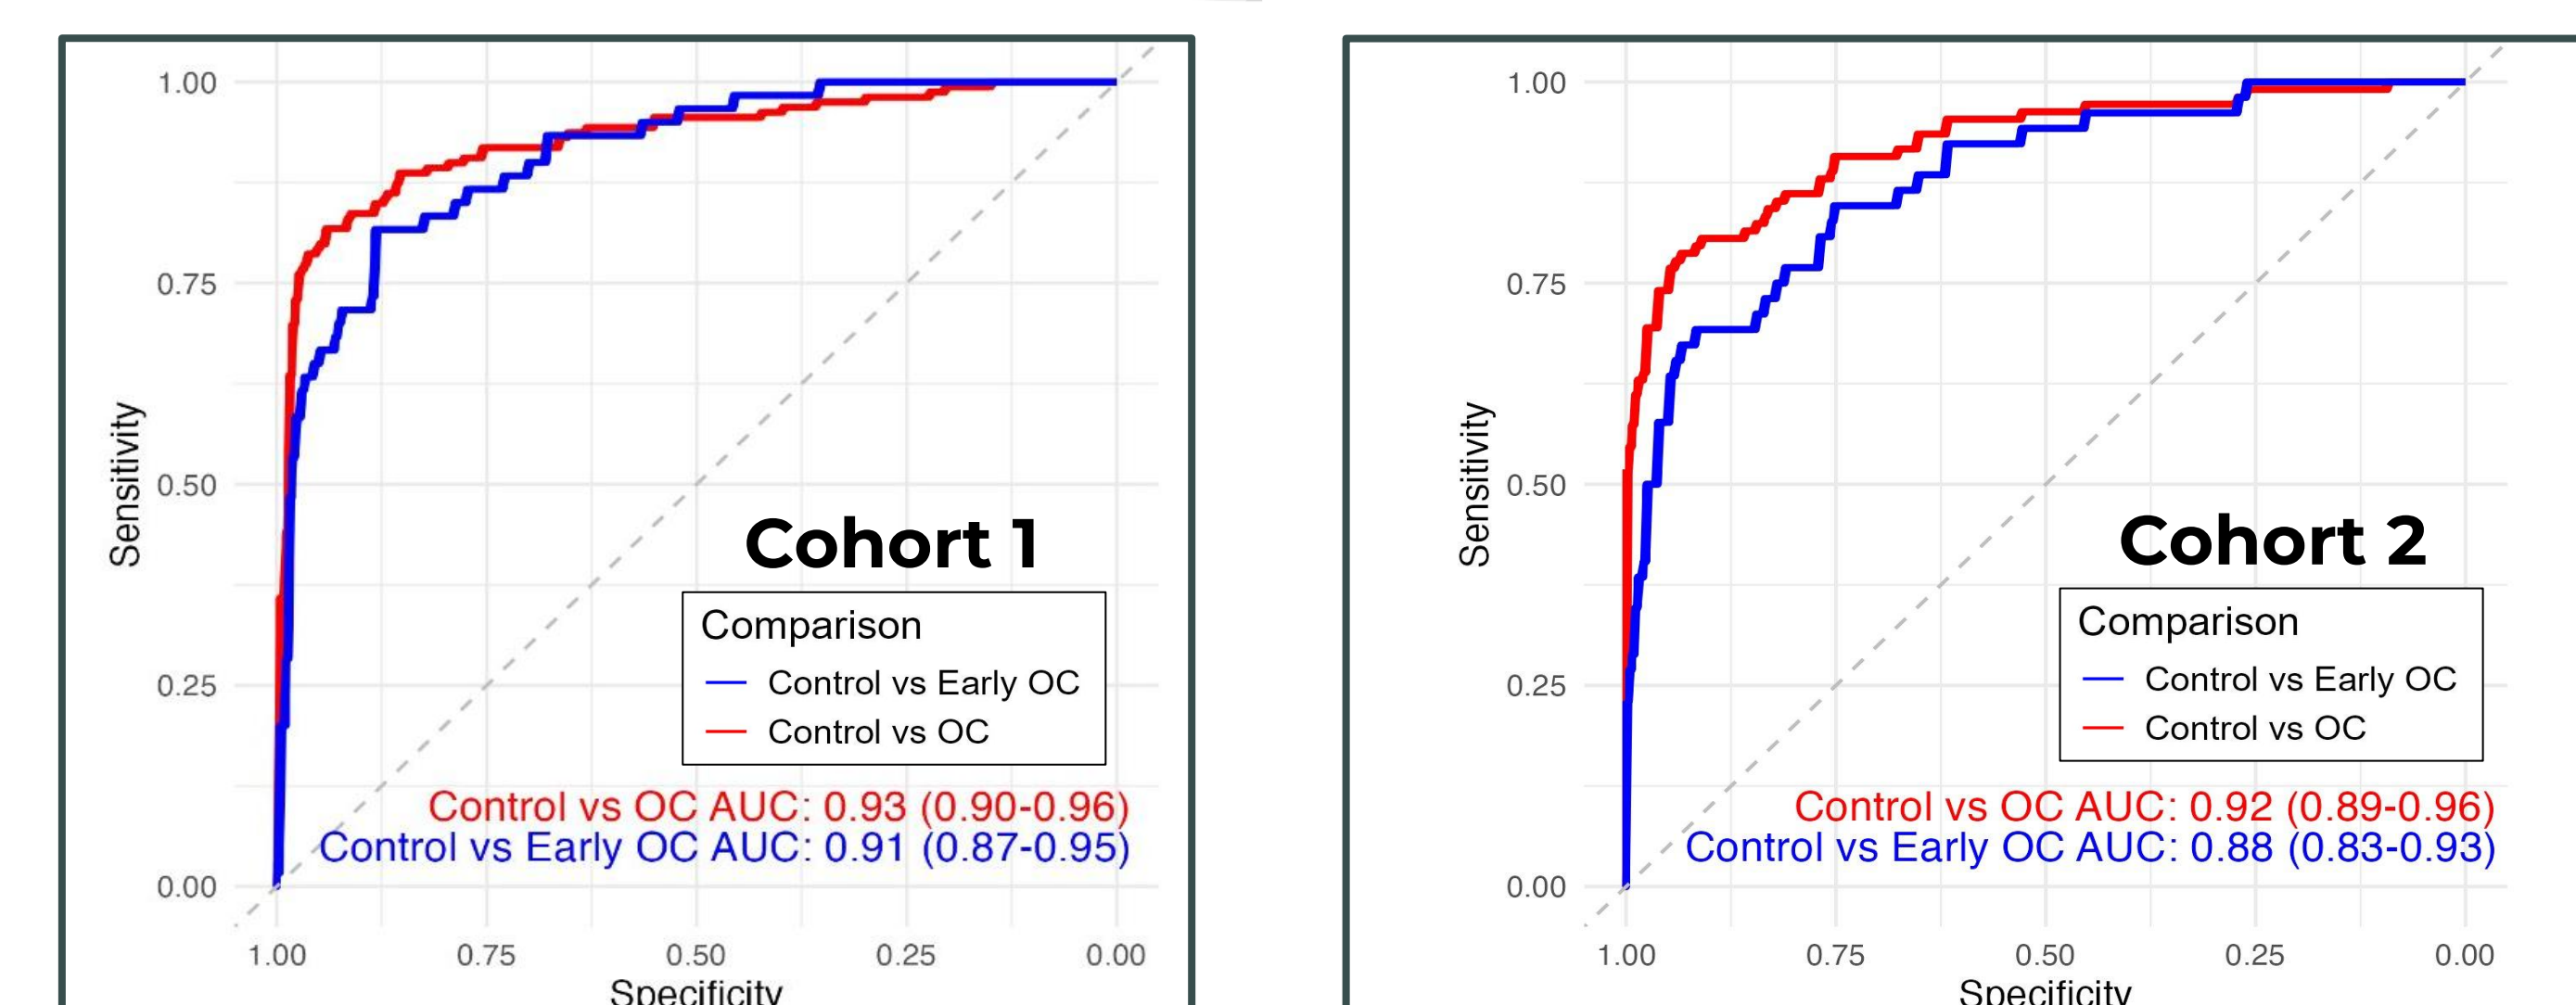 1.00
0.75
0.50
0.25
0.00
Sensitivity
Cohort 1
Comparison
Control vs Early OC
Control vs OC
Control vs OC AUC: 0.93 (0.90-0.96)
Control vs Early OC AUC: 0.91 (0.87-0.95)
1.00 0.75 0.50 0.25 0.00
Specificity
1.00
0.75
0.50
0.25
0.00
Sensitivity
Cohort 2
Comparison
Control vs Early OC
Control vs OC
Control vs OC AUC: 0.92 (0.89-0.96)
Control vs Early OC AUC: 0.88 (0.83-0.93)
1.00 0.75 0.50 0.25 0.00
Specificity